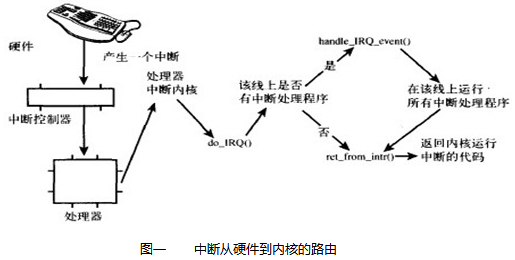 硬件
产生一个中断
中断控制器
处理器
处理器
中断内核
do_IRQ()
该线上是否
有中断处理程序
是
否
handle_IRQ_event()
在该线上运行
所有中断处理程序
ret_from_intr()
返回内核运行
中断的代码
图一 中断从硬件到内核的路由